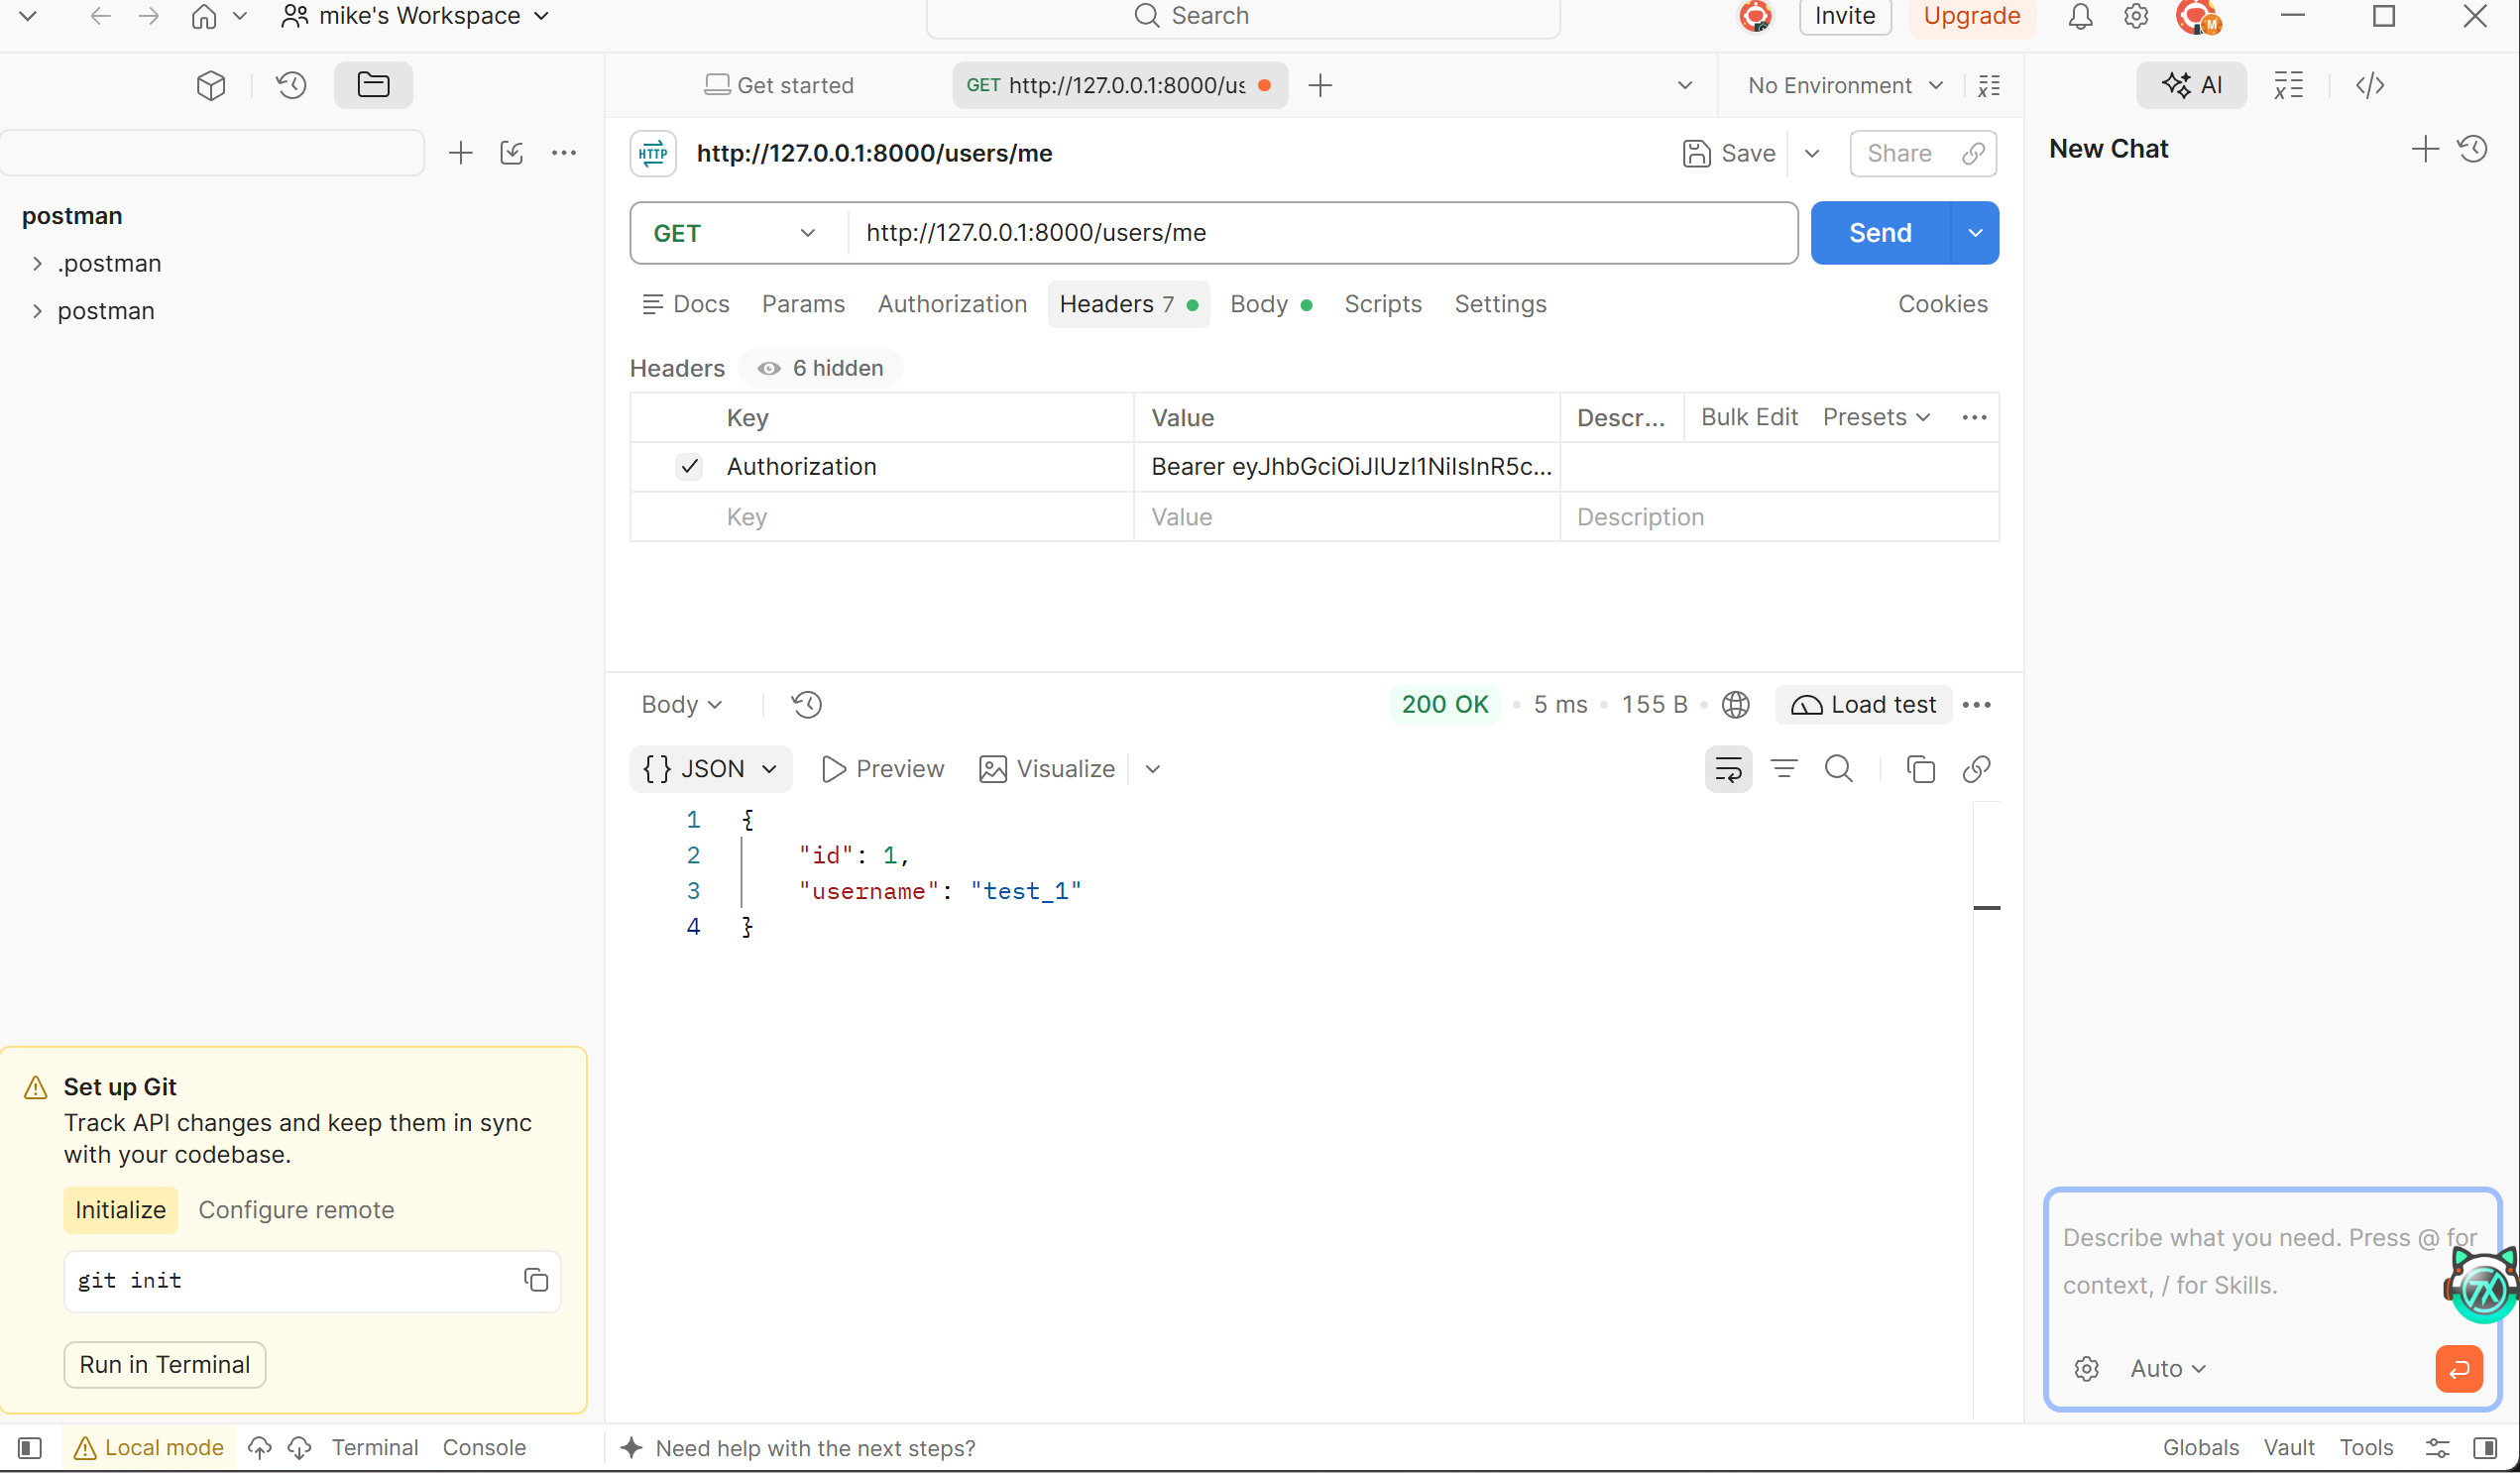 mike's Workspace
Search
Invite
Upgrade
Get started
GET http://127.0.0.1:8000/us
No Environment
AI
HTTP http://127.0.0.1:8000/users/me
Save
Share
New Chat
postman
.postman
postman
GET
http://127.0.0.1:8000/users/me
Send
Docs
Params
Authorization
Headers 7
Body
Scripts
Settings
Cookies
Headers
6 hidden
Key
Value
Descr...
Bulk Edit
Presets
Authorization
Bearer eyJhbGciOiJIUzI1NiIsInR5c...
Key
Value
Description
Body
200 OK
5 ms
155 B
Load test
{} JSON
Preview
Visualize
1 {
2 "id": 1,
3 "username": "test_1"
4 }
Set up Git
Track API changes and keep them in sync
with your codebase.
Initialize
Configure remote
git init
Run in Terminal
Describe what you need. Press @ for
context, / for Skills.
Auto
Local mode
Terminal
Console
Need help with the next steps?
Globals
Vault
Tools